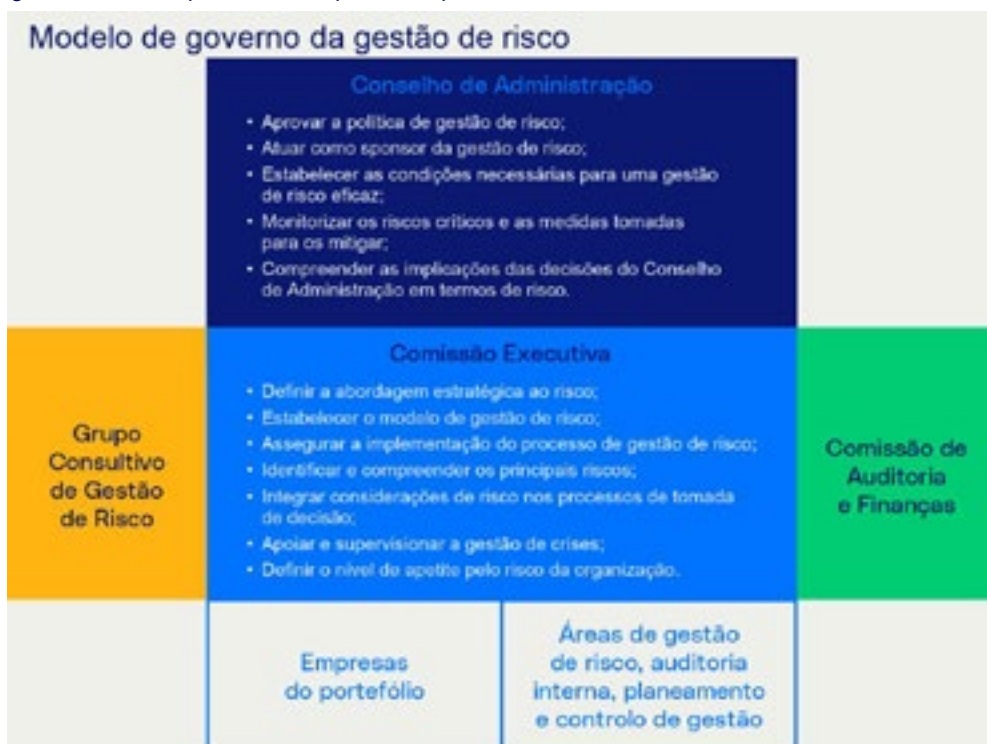 Modelo de governo da gestão de risco
Conselho de Administração
• Aprovar a política de gestão de risco;
• Atuar como sponsor da gestão de risco;
• Estabelecer as condições necessárias para uma gestão
de risco eficaz;
• Monitorizar os riscos críticos e as medidas tomadas
para os mitigar;
• Compreender as implicações das decisões do Conselho
de Administração em termos de risco.
Grupo
Consultivo
de Gestão
de Risco
Comissão Executiva
• Definir a abordagem estratégica ao risco;
• Estabelecer o modelo de gestão de risco;
• Assegurar a implementação do processo de gestão de risco;
• Identificar e compreender os principais riscos;
• Integrar considerações de risco nos processos de tomada
de decisão;
• Apoiar e supervisionar a gestão de crises;
• Definir o nível de apetite pelo risco da organização.
Comissão de
Auditoria
e Finanças
Empresas
do portefólio
Áreas de gestão
de risco, auditoria
interna, planeamento
e controlo de gestão